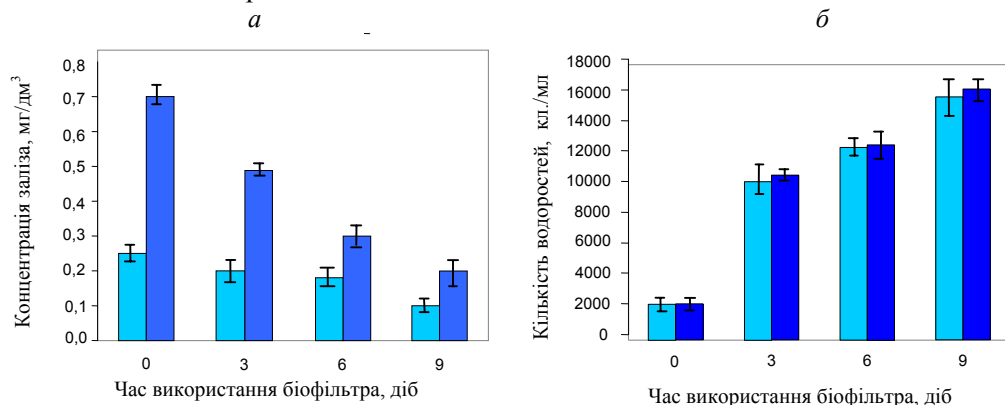 а
б
Концентрація заліза, мг/дм³
0,8
0,7
0,6
0,5
0,4
0,3
0,2
0,1
0,0
0 3 6 9
Час використання біофільтра, діб
Кількість водоростей, кл./мл
18000
16000
14000
12000
10000
8000
6000
4000
2000
0
0 3 6 9
Час використання біофільтра, діб